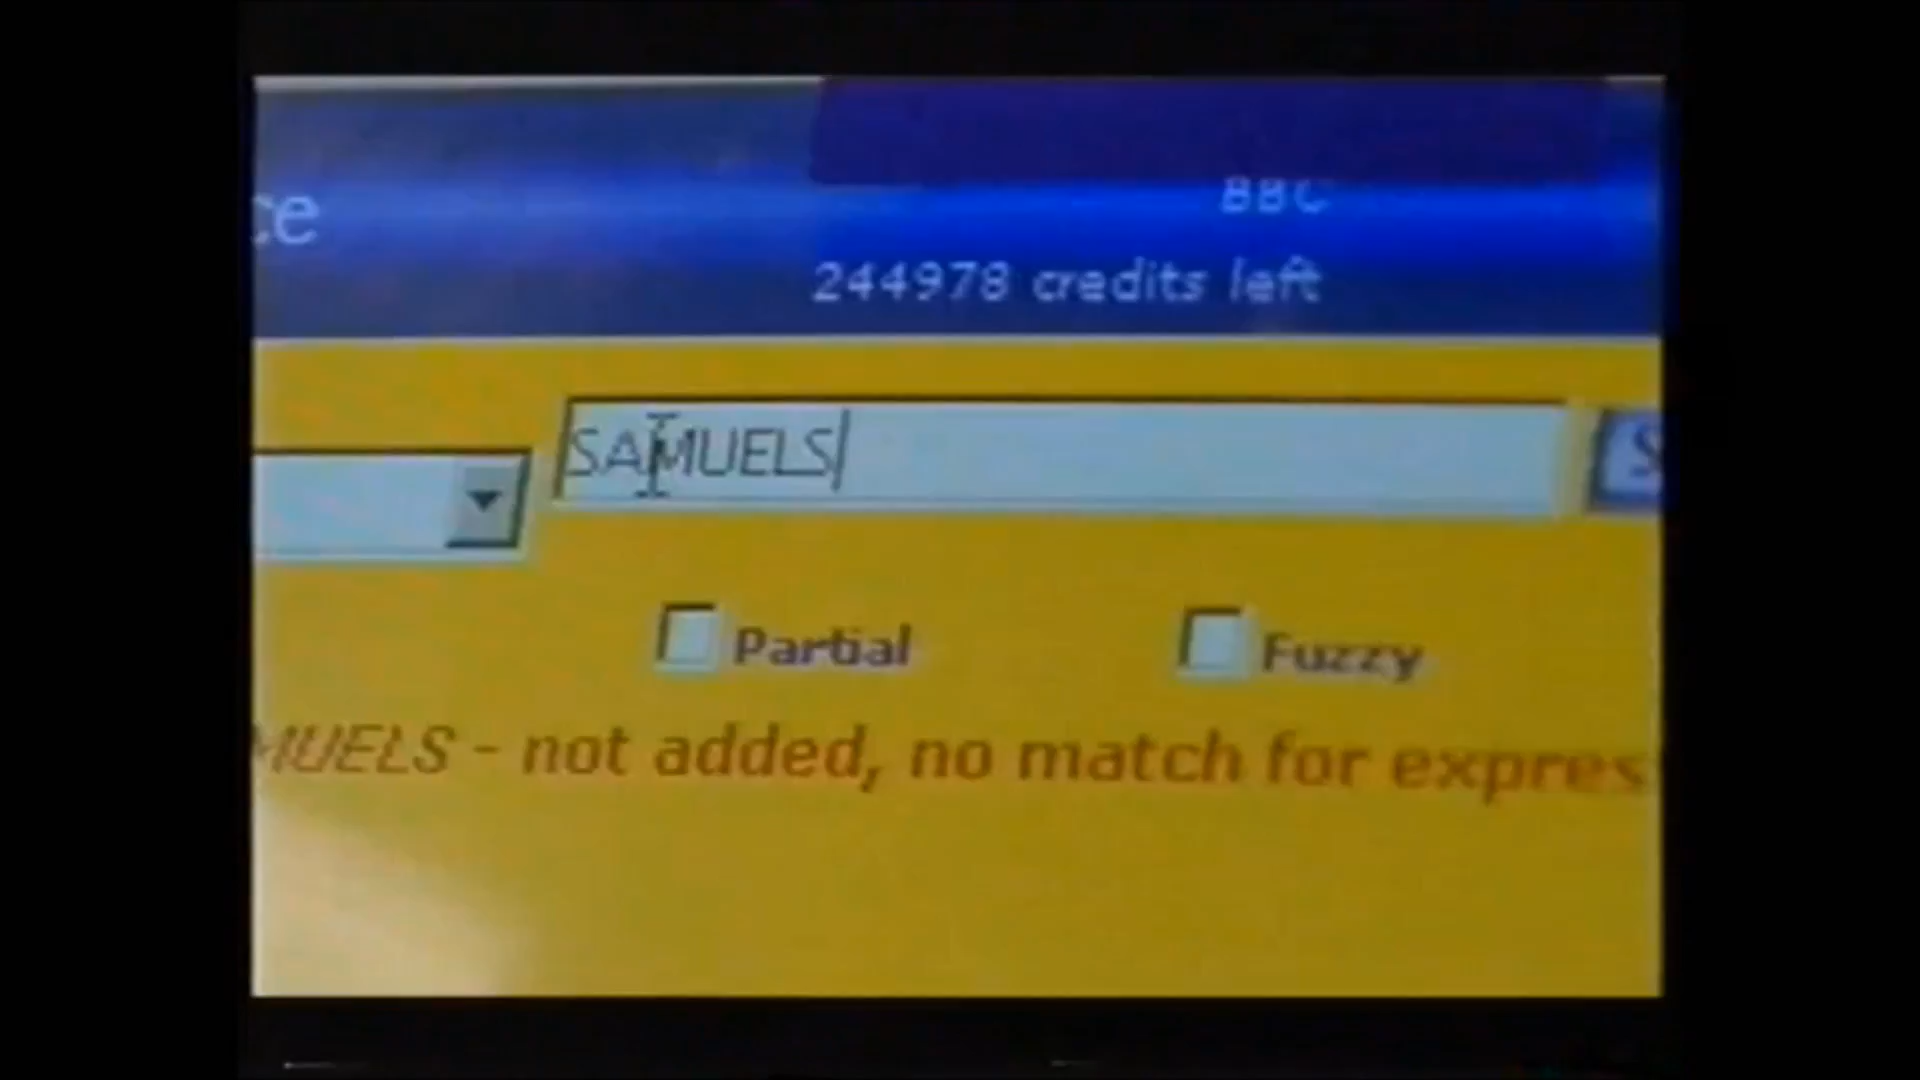 ce
BBC
244978 credits left
SAMUELS
S
Partial
Fuzzy
MUELS - not added, no match for expres